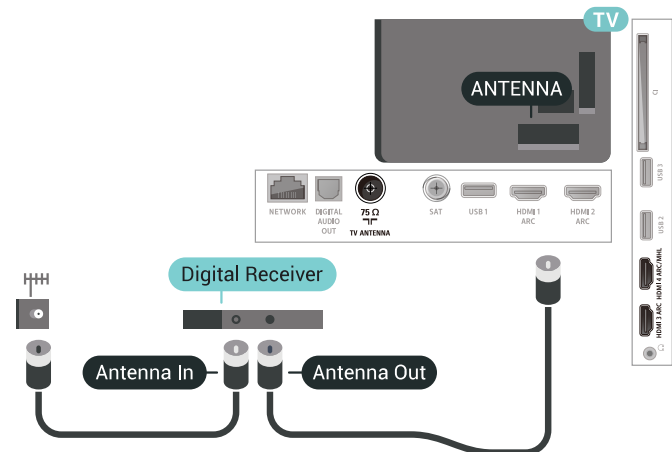 TV
ANTENNA
NETWORK
DIGITAL
AUDIO
OUT
75 Ω
TV ANTENNA
SAT
USB 1
HDMI 1
ARC
HDMI 2
ARC
USB 3
USB 2
HDMI 4 ARC/MHL
HDMI 3 ARC
Digital Receiver
Antenna In
Antenna Out